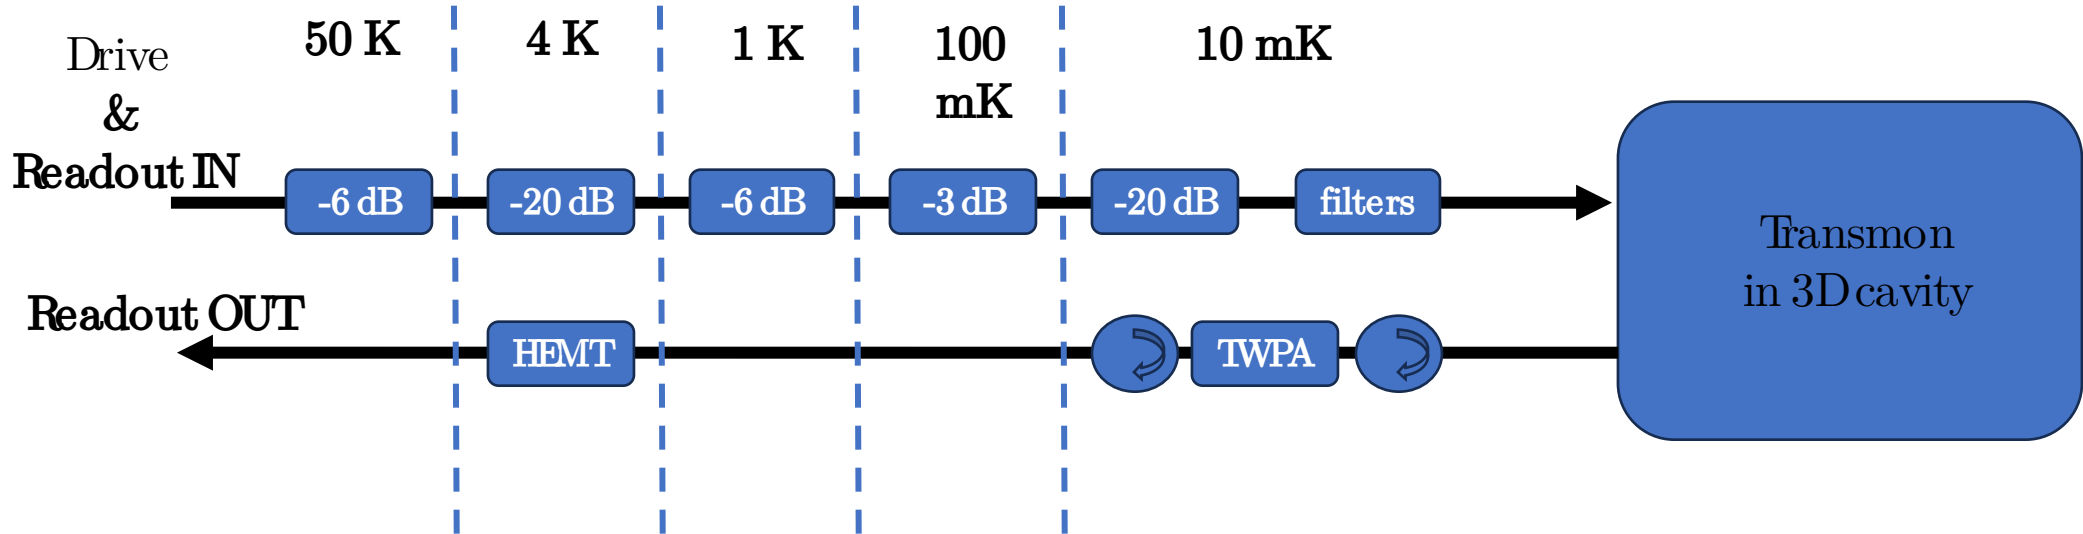 Drive
&
Readout IN
50 K
4 K
1 K
100
mK
10 mK
-6 dB
-20 dB
-6 dB
-3 dB
-20 dB
filters
Transmon
in 3D cavity
Readout OUT
HEMT
TWPA